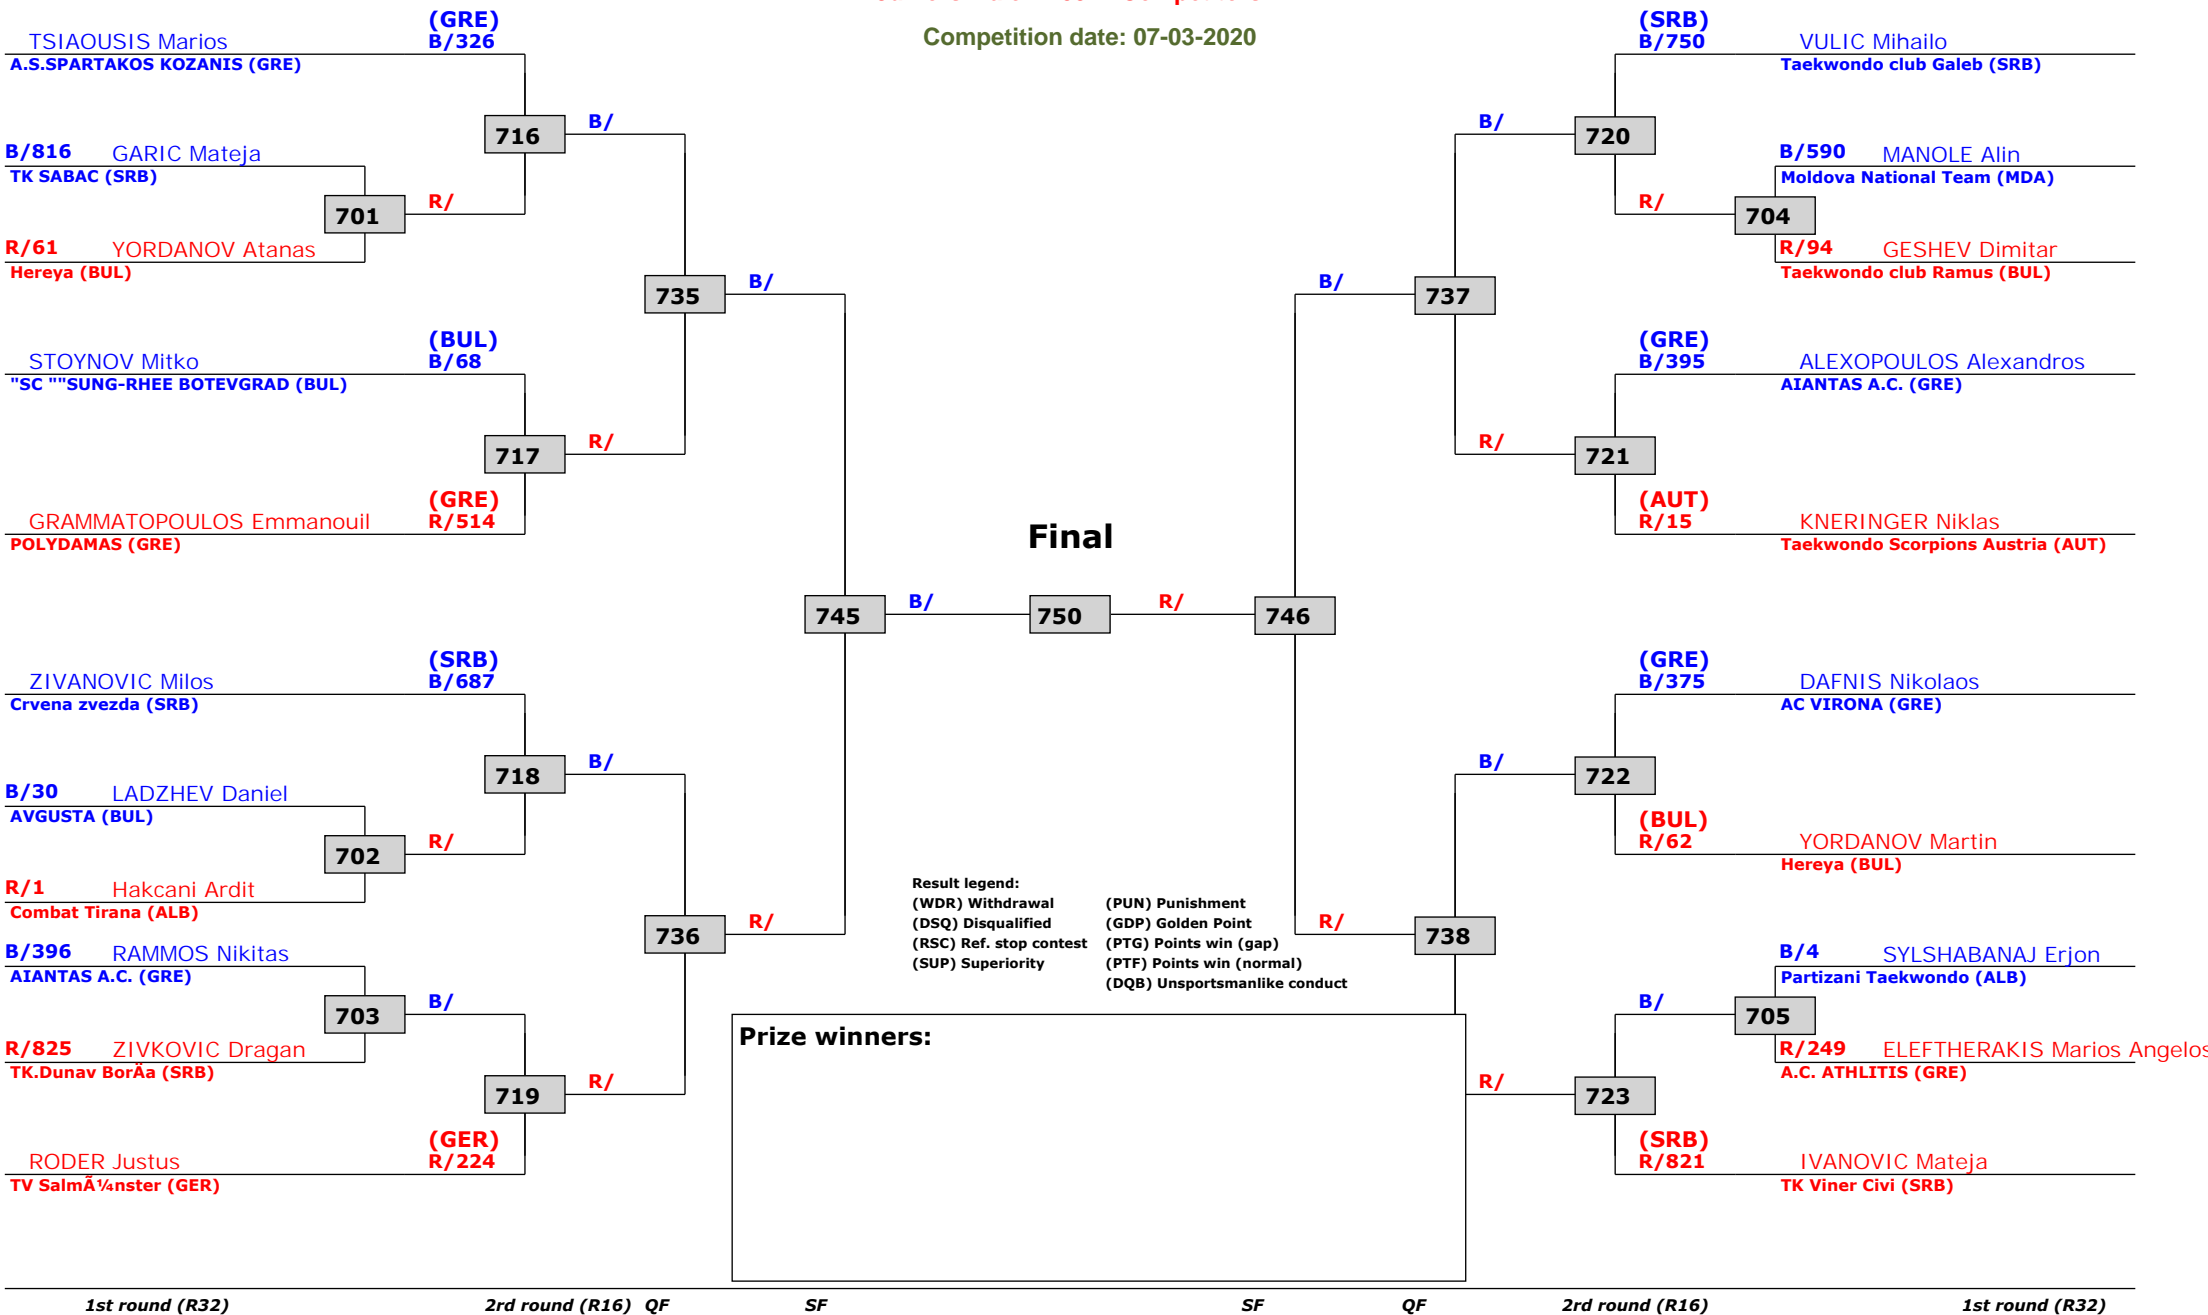 Competition date: 07-03-2020
(GRE)
TSIAOUSIS Marios B/326
A.S.SPARTAKOS KOZANIS (GRE)
716 B/
B/816 GARIC Mateja
TK SABAC (SRB)
701 R/
R/61 YORDANOV Atanas
Hereya (BUL)
735 B/
(BUL)
STOYNOV Mitko B/68
"SC ""SUNG-RHEE BOTEVGRAD (BUL)
717 R/
(GRE)
GRAMMATOPOULOS Emmanouil R/514
POLYDAMAS (GRE)
745 B/
(SRB)
ZIVANOVIC Milos B/687
Crvena zvezda (SRB)
718 B/
B/30 LADZHEV Daniel
AVGUSTA (BUL)
702 R/
R/1 Hakcani Ardit
Combat Tirana (ALB)
736 R/
B/396 RAMMOS Nikitas
AIANTAS A.C. (GRE)
703 B/
R/825 ZIVKOVIC Dragan
TK.Dunav BorÄa (SRB)
719 R/
(GER)
RODER Justus R/224
TV SalmÃ¼nster (GER)
Final
750
(SRB)
B/750 VULIC Mihailo
Taekwondo club Galeb (SRB)
B/ 720
B/590 MANOLE Alin
Moldova National Team (MDA)
R/ 704
R/94 GESHEV Dimitar
Taekwondo club Ramus (BUL)
B/ 737
(GRE)
B/395 ALEXOPOULOS Alexandros
AIANTAS A.C. (GRE)
R/ 721
(AUT)
R/15 KNERINGER Niklas
Taekwondo Scorpions Austria (AUT)
R/ 746
(GRE)
B/375 DAFNIS Nikolaos
AC VIRONA (GRE)
B/ 722
(BUL)
R/62 YORDANOV Martin
Hereya (BUL)
R/ 738
B/4 SYLSHABANAJ Erjon
Partizani Taekwondo (ALB)
B/ 705
R/249 ELEFTHERAKIS Marios Angelos
A.C. ATHLITIS (GRE)
R/ 723
(SRB)
R/821 IVANOVIC Mateja
TK Viner Civi (SRB)
Result legend:
(WDR) Withdrawal (PUN) Punishment
(DSQ) Disqualified (GDP) Golden Point
(RSC) Ref. stop contest (PTG) Points win (gap)
(SUP) Superiority (PTF) Points win (normal)
(DQB) Unsportsmanlike conduct
Prize winners:
1st round (R32) 2rd round (R16) QF SF SF QF 2rd round (R16) 1st round (R32)